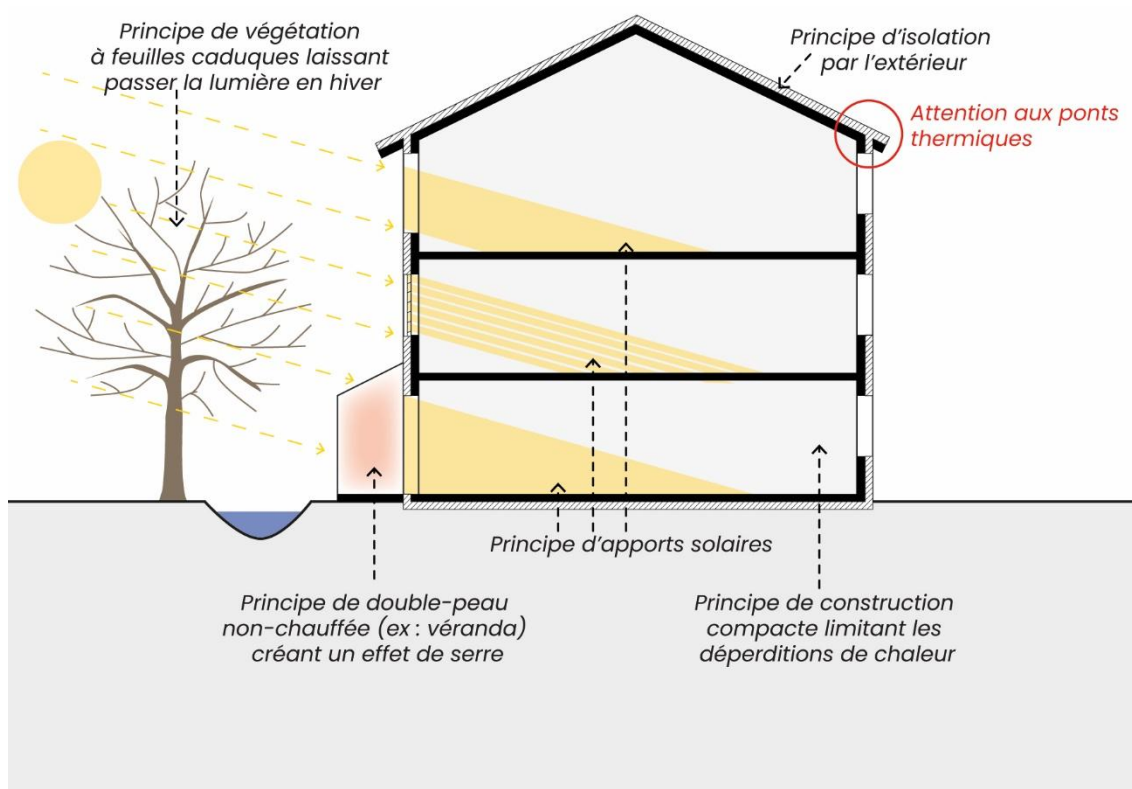 Principe de végétation
à feuilles caduques laissant
passer la lumière en hiver
Principe d'isolation
par l'extérieur
Attention aux ponts
thermiques
Principe d'apports solaires
Principe de double-peau
non-chauffée (ex : véranda)
créant un effet de serre
Principe de construction
compacte limitant les
déperditions de chaleur